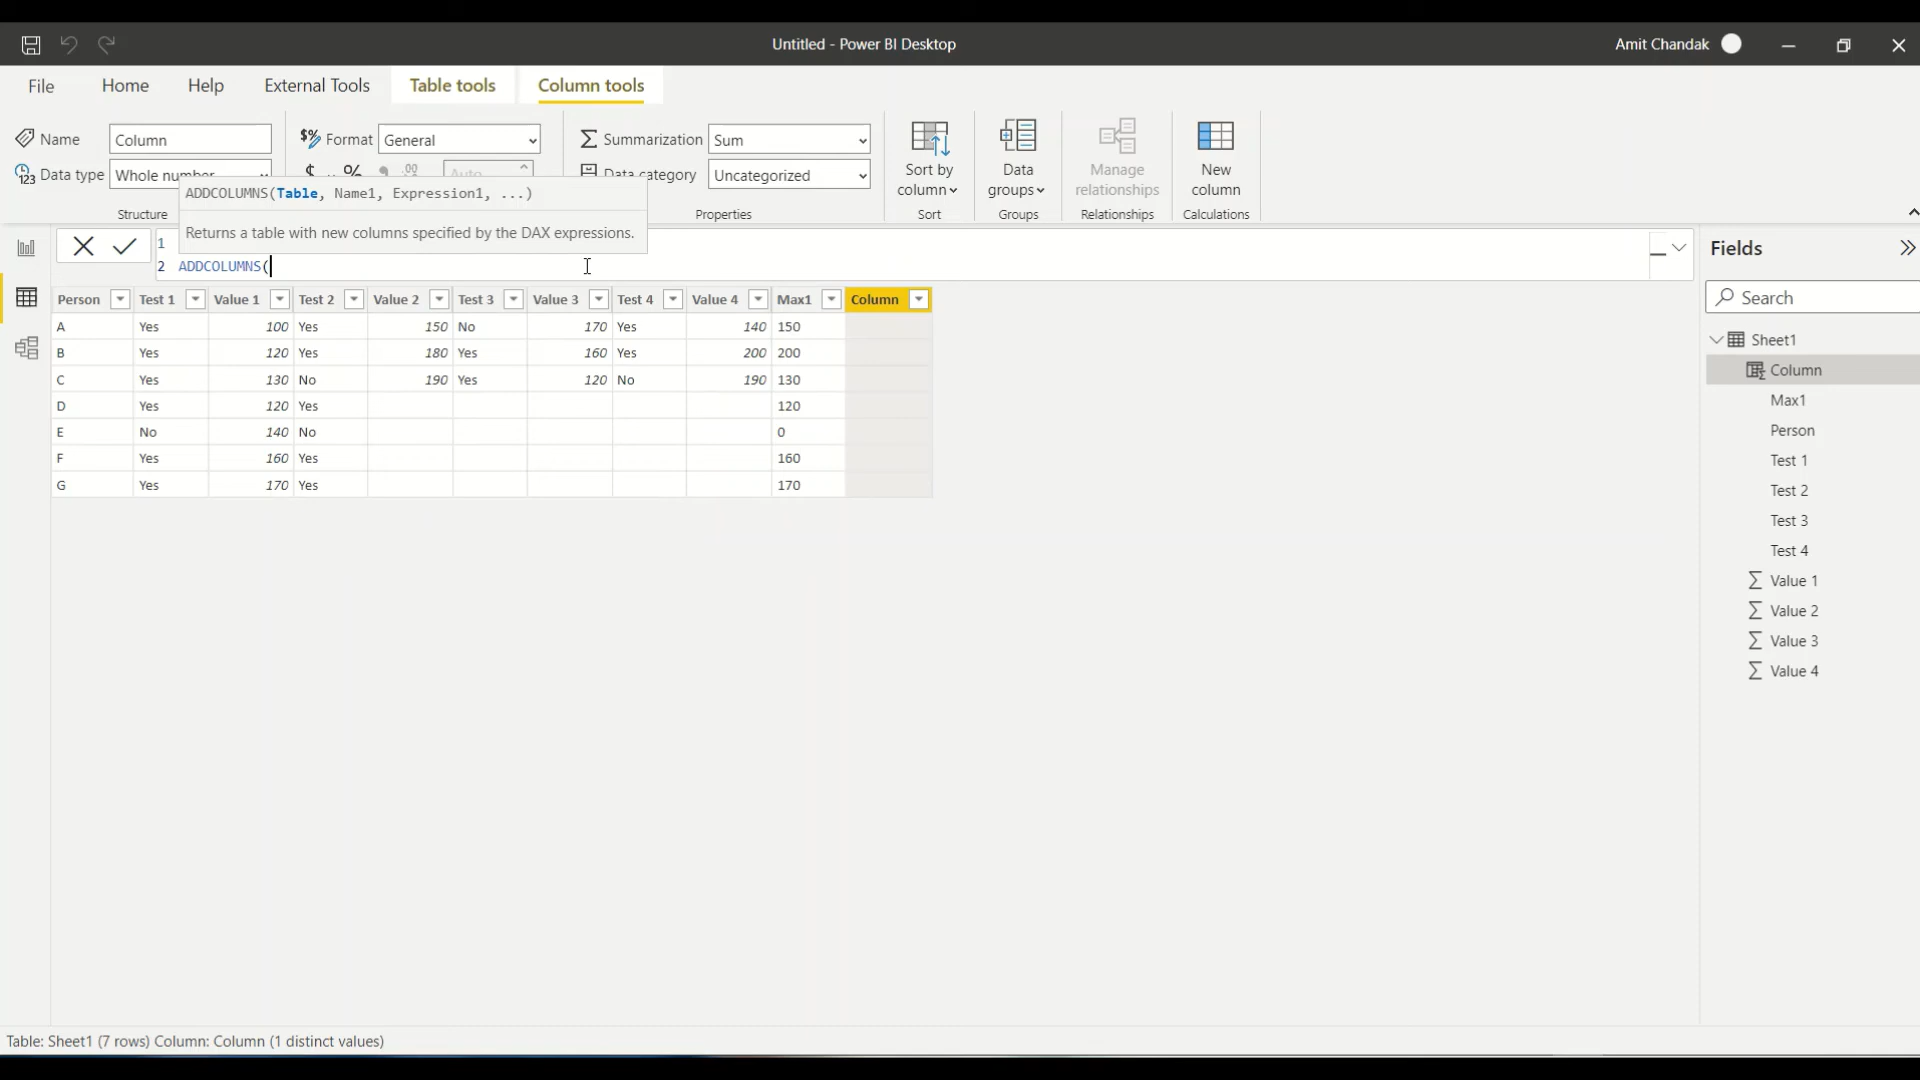 Untitled - Power BI Desktop
Amit Chandak
File Home Help External Tools Table tools Column tools
Name Column
$% Format General
Summarization Sum
Data type Whole number
$ % 9 .00 Auto
Data category Uncategorized
Sort by column
Data groups
Manage relationships
New column
Structure
Properties
Sort
Groups
Relationships
Calculations
ADDCOLUMNS(Table, Name1, Expression1, ...)
Returns a table with new columns specified by the DAX expressions.
1
2 ADDCOLUMNS(
Person Test 1 Value 1 Test 2 Value 2 Test 3 Value 3 Test 4 Value 4 Max1 Column
A Yes 100 Yes 150 No 170 Yes 140 150
B Yes 120 Yes 180 Yes 160 Yes 200 200
C Yes 130 No 190 Yes 120 No 190 130
D Yes 120 Yes 120
E No 140 No 0
F Yes 160 Yes 160
G Yes 170 Yes 170
Fields
Search
Sheet1
Column
Max1
Person
Test 1
Test 2
Test 3
Test 4
Value 1
Value 2
Value 3
Value 4
Table: Sheet1 (7 rows) Column: Column (1 distinct values)